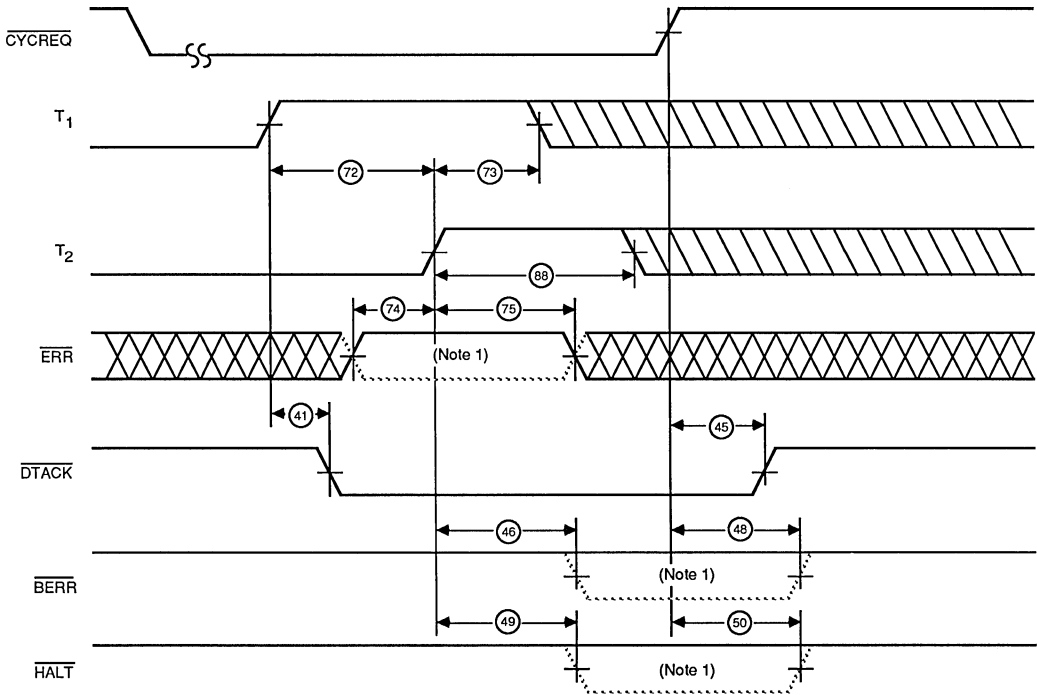 CYCREQ
T1
72
73
T2
88
74
75
ERR
(Note 1)
41
45
DTACK
46
48
BERR
(Note 1)
49
50
HALT
(Note 1)